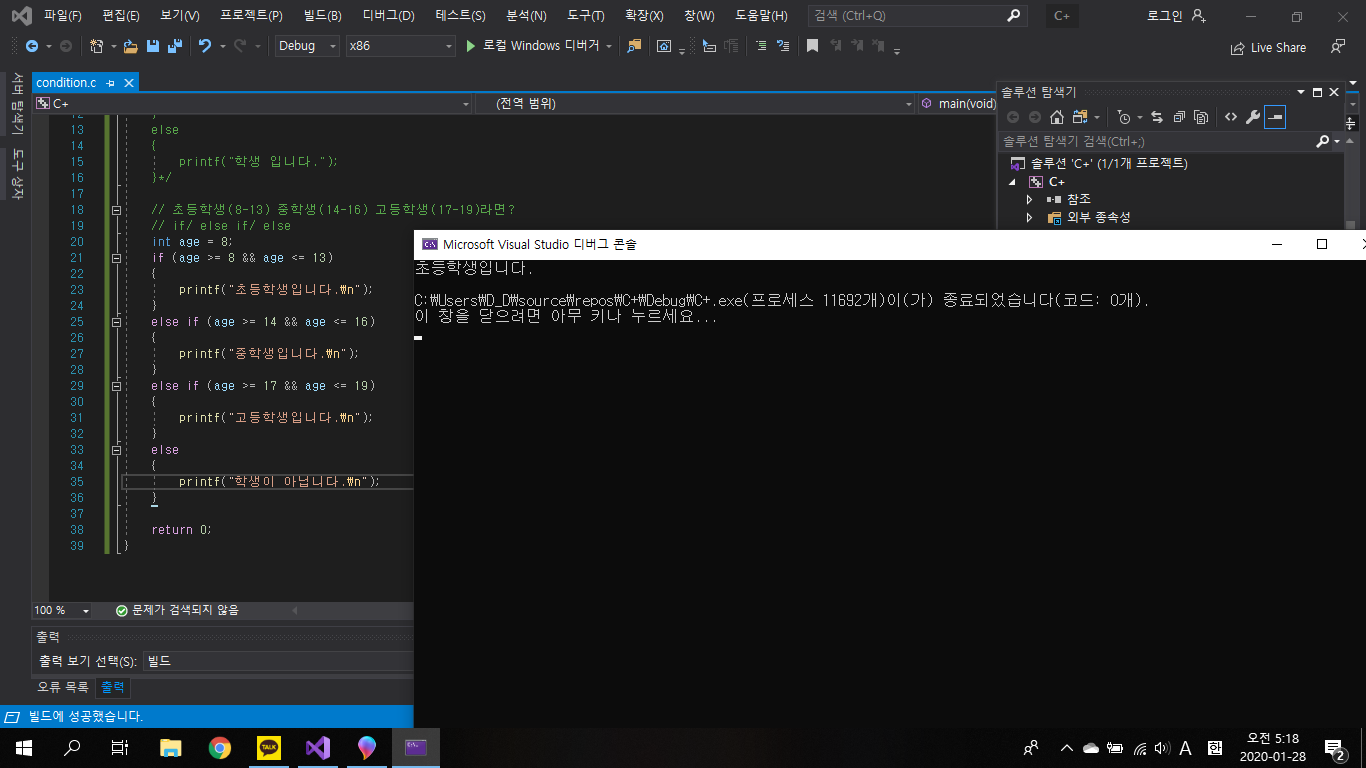 파일(F) 편집(E) 보기(V) 프로젝트(P) 빌드(B) 디버그(D) 테스트(S) 분석(N) 도구(T) 확장(X) 창(W) 도움말(H) 검색 (Ctrl+Q) C+ 로그인
Debug x86 로컬 Windows 디버거 Live Share
서버 탐색기
도구 상자
condition.c
C+ (전역 범위) main(void)
12 }
13 else
14 {
15 printf("학생 입니다.");
16 }*/
17
18 // 초등학생(8-13) 중학생(14-16) 고등학생(17-19)라면?
19 // if/ else if/ else
20 int age = 8;
21 if (age >= 8 && age <= 13)
22 {
23 printf("초등학생입니다.₩n");
24 }
25 else if (age >= 14 && age <= 16)
26 {
27 printf("중학생입니다.₩n");
28 }
29 else if (age >= 17 && age <= 19)
30 {
31 printf("고등학생입니다.₩n");
32 }
33 else
34 {
35 printf("학생이 아닙니다.₩n");
36 }
37
38 return 0;
39 }
100 % 문제가 검색되지 않음
출력
출력 보기 선택(S): 빌드
오류 목록 출력
빌드에 성공했습니다.
솔루션 탐색기
솔루션 탐색기 검색(Ctrl+;)
솔루션 'C+' (1/1개 프로젝트)
C+
참조
외부 종속성
Microsoft Visual Studio 디버그 콘솔
초등학생입니다.
C:₩Users₩D_D₩source₩repos₩C+₩Debug₩C+.exe(프로세스 11692개)이(가) 종료되었습니다(코드: 0개).
이 창을 닫으려면 아무 키나 누르세요...
TALK
A 한 오전 5:18
2020-01-28
2